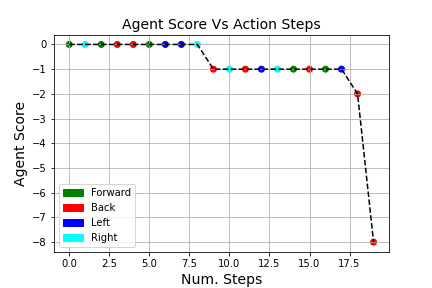 Agent Score Vs Action Steps
Agent Score
0
−1
−2
−3
−4
−5
−6
−7
−8
Forward
Back
Left
Right
0.0 2.5 5.0 7.5 10.0 12.5 15.0 17.5
Num. Steps